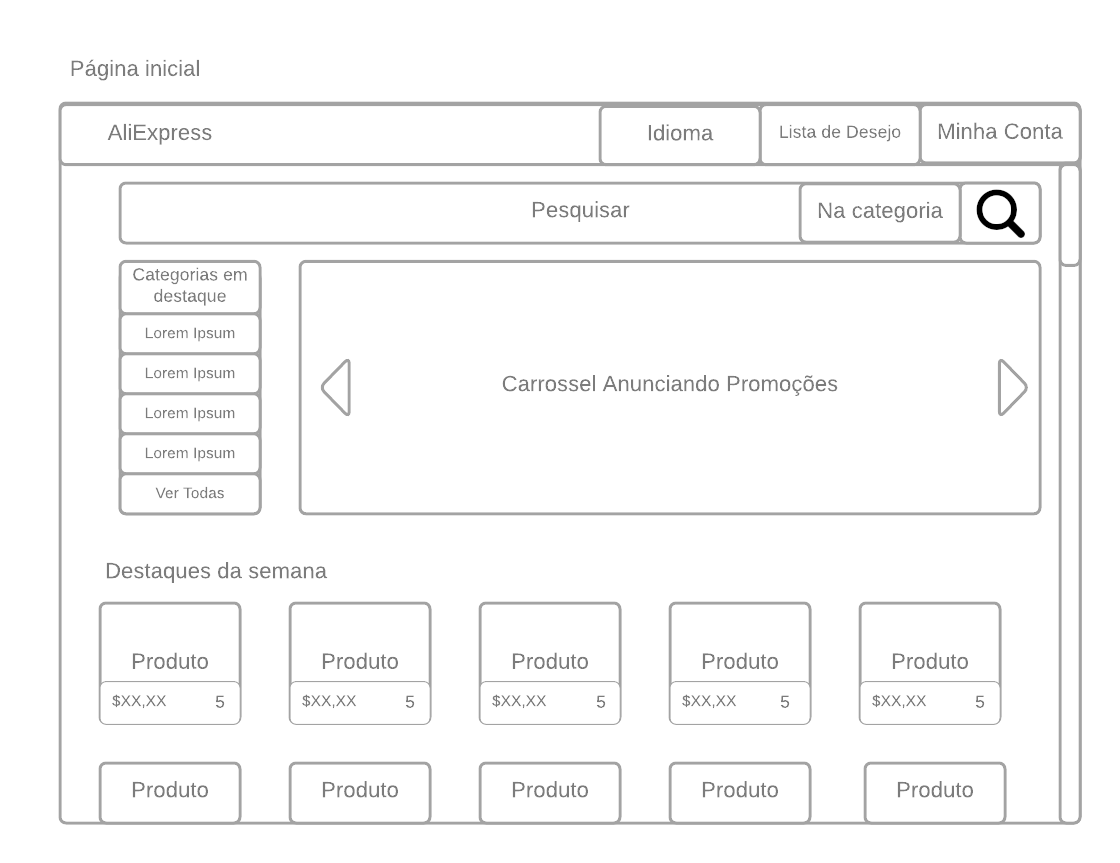 Página inicial
AliExpress
Idioma
Lista de Desejo
Minha Conta
Pesquisar
Na categoria
Categorias em
destaque
Lorem Ipsum
Lorem Ipsum
Lorem Ipsum
Lorem Ipsum
Ver Todas
Carrossel Anunciando Promoções
Destaques da semana
Produto
$XX,XX 5
Produto
$XX,XX 5
Produto
$XX,XX 5
Produto
$XX,XX 5
Produto
$XX,XX 5
Produto
Produto
Produto
Produto
Produto